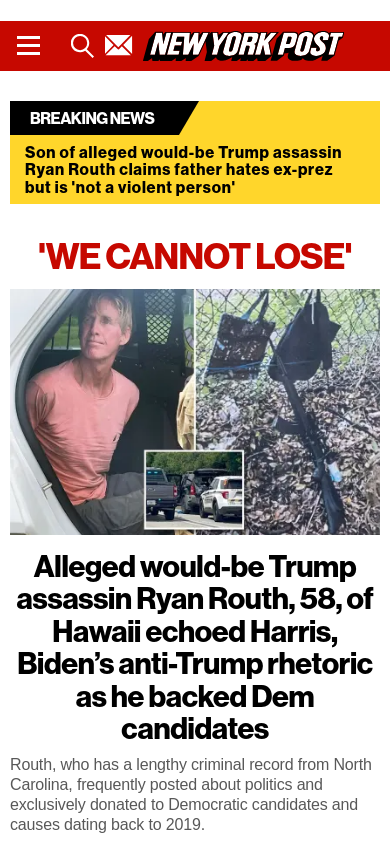 NEW YORK POST
BREAKING NEWS
Son of alleged would-be Trump assassin
Ryan Routh claims father hates ex-prez
but is 'not a violent person'
'WE CANNOT LOSE'
Alleged would-be Trump
assassin Ryan Routh, 58, of
Hawaii echoed Harris,
Biden’s anti-Trump rhetoric
as he backed Dem
candidates
Routh, who has a lengthy criminal record from North
Carolina, frequently posted about politics and
exclusively donated to Democratic candidates and
causes dating back to 2019.